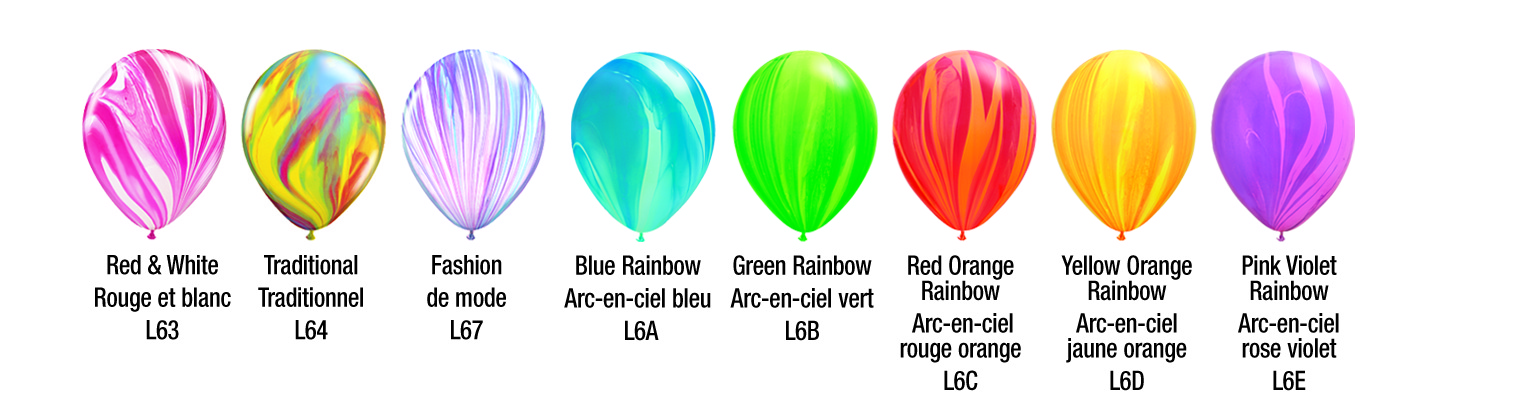 Red & White
Rouge et blanc
L63
Traditional
Traditionnel
L64
Fashion
de mode
L67
Blue Rainbow
Arc-en-ciel bleu
L6A
Green Rainbow
Arc-en-ciel vert
L6B
Red Orange
Rainbow
Arc-en-ciel
rouge orange
L6C
Yellow Orange
Rainbow
Arc-en-ciel
jaune orange
L6D
Pink Violet
Rainbow
Arc-en-ciel
rose violet
L6E